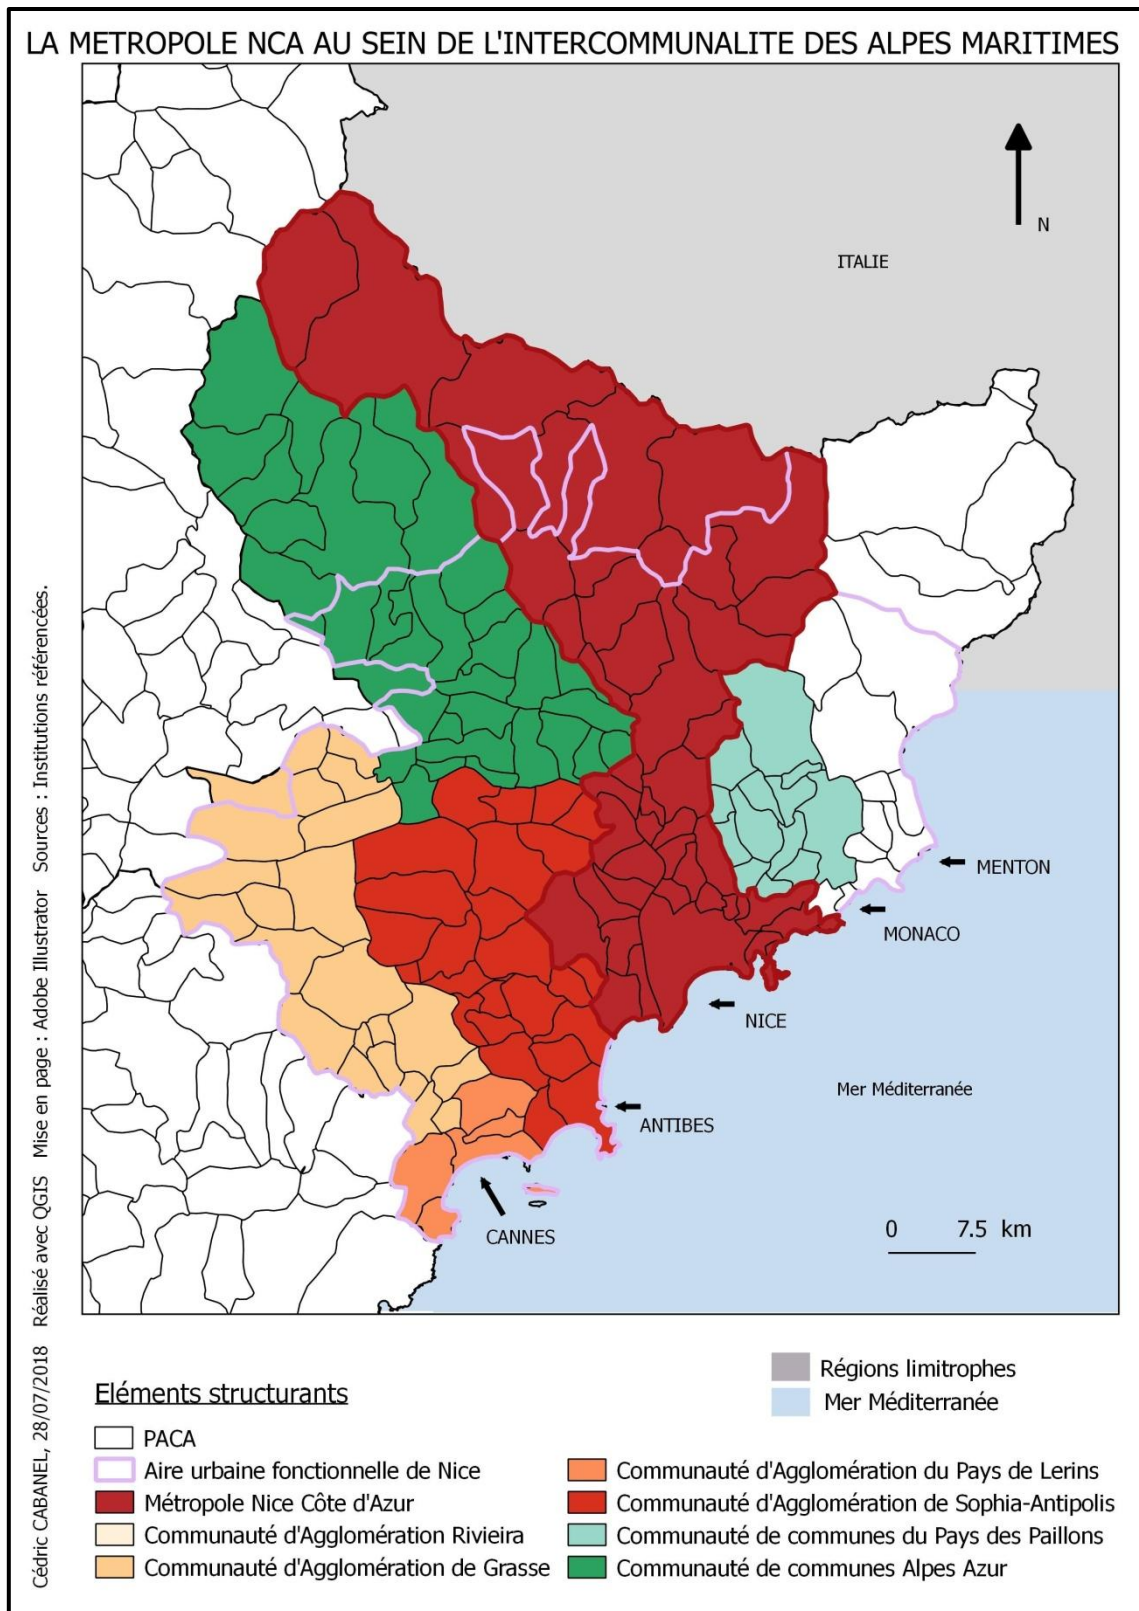 LA METROPOLE NCA AU SEIN DE L'INTERCOMMUNALITE DES ALPES MARITIMES
N
ITALIE
MENTON
MONACO
NICE
Mer Méditerranée
ANTIBES
CANNES
0 7.5 km
Cédric CABANEL, 28/07/2018 Réalisé avec QGIS Mise en page : Adobe Illustrator Sources : Institutions référencées.
Régions limitrophes
Mer Méditerranée
Eléments structurants
PACA
Aire urbaine fonctionnelle de Nice
Métropole Nice Côte d'Azur
Communauté d'Agglomération Rivieira
Communauté d'Agglomération de Grasse
Communauté d'Agglomération du Pays de Lerins
Communauté d'Agglomération de Sophia-Antipolis
Communauté de communes du Pays des Paillons
Communauté de communes Alpes Azur